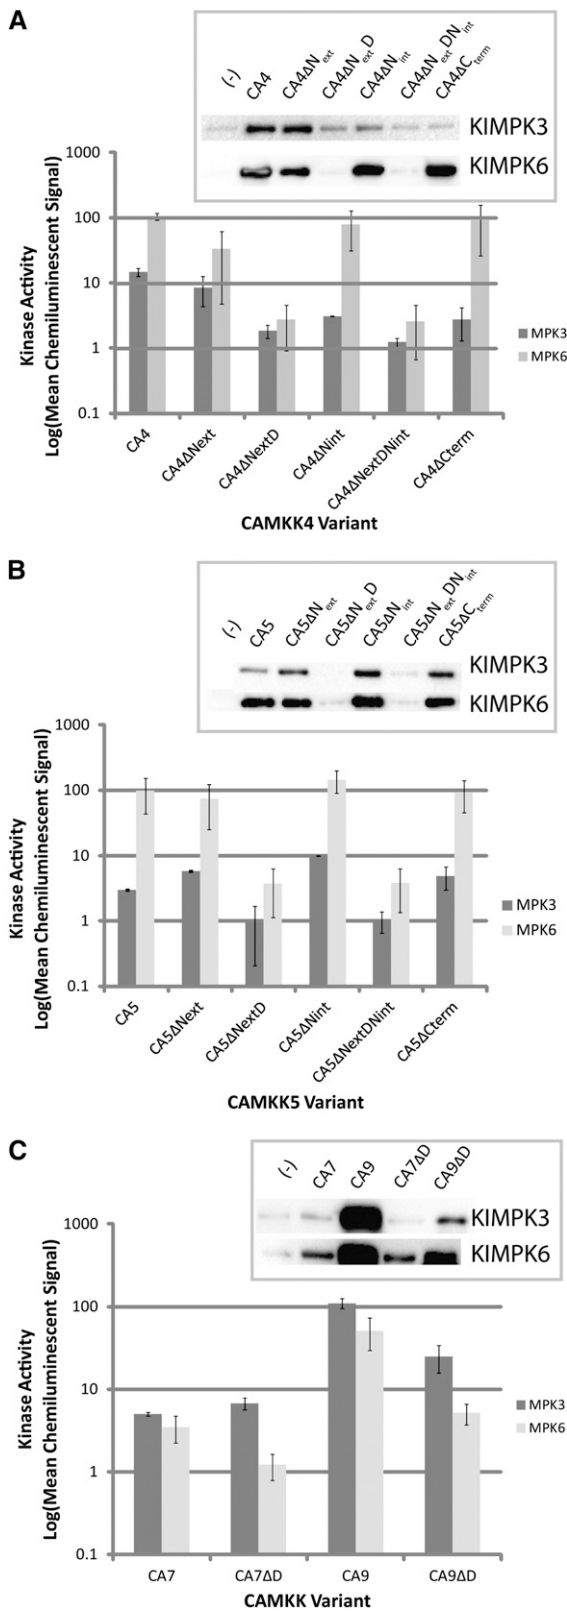 A
(-)
CA4
CA4ΔNext
CA4ΔNextD
CA4ΔNint
CA4ΔNextDNint
CA4ΔCterm
KIMPK3
KIMPK6
Kinase Activity
Log(Mean Chemiluminescent Signal)
1000
100
10
1
0.1
MPK3
MPK6
CA4
CA4ΔNext
CA4ΔNextD
CA4ΔNint
CA4ΔNextDNint
CA4ΔCterm
CAMKK4 Variant
B
(-)
CA5
CA5ΔNext
CA5ΔNextD
CA5ΔNint
CA5ΔNextDNint
CA5ΔCterm
KIMPK3
KIMPK6
Kinase Activity
Log(Mean Chemiluminescent Signal)
1000
100
10
1
0.1
MPK3
MPK6
CA5
CA5ΔNext
CA5ΔNextD
CA5ΔNint
CA5ΔNextDNint
CA5ΔCterm
CAMKK5 Variant
C
(-)
CA7
CA9
CA7ΔD
CA9ΔD
KIMPK3
KIMPK6
Kinase Activity
Log(Mean Chemiluminescent Signal)
1000
100
10
1
0.1
MPK3
MPK6
CA7
CA7ΔD
CA9
CA9ΔD
CAMKK Variant